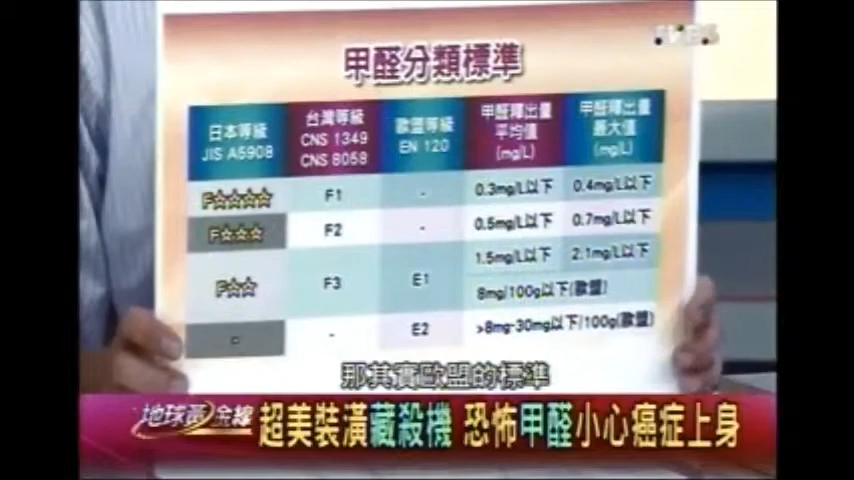 甲醛分類標準
日本等級
JIS A5908
台灣等級
CNS 1349
CNS 8058
歐盟等級
EN 120
甲醛釋出量
平均值
(mg/L)
甲醛釋出量
最大值
(mg/L)
F☆☆☆☆ F1 - 0.3mg/L以下 0.4mg/L以下
F☆☆☆ F2 - 0.5mg/L以下 0.7mg/L以下
F☆☆ F3 E1 1.5mg/L以下 2.1mg/L以下
8mg/100g以下(歐盟)
- - E2 >8mg-30mg以下/100g(歐盟)
那其實歐盟的標準
地球黃金線
超美裝潢藏殺機 恐怖甲醛小心癌症上身